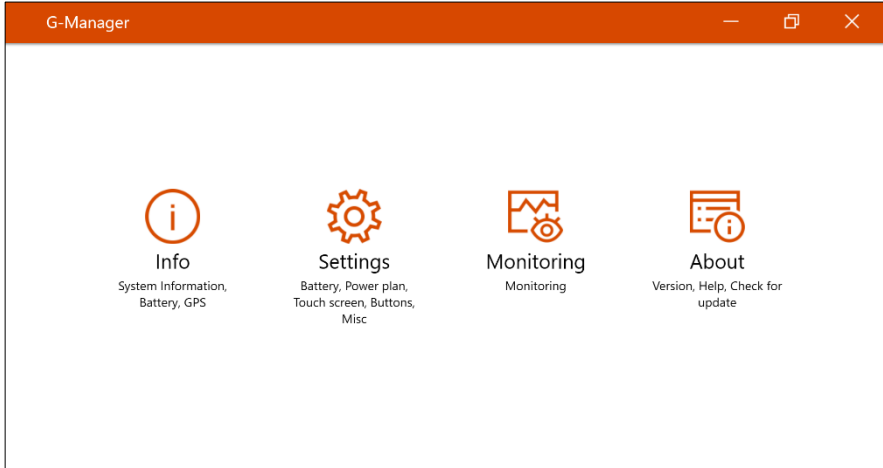 G-Manager
Info
System Information,
Battery, GPS
Settings
Battery, Power plan,
Touch screen, Buttons,
Misc
Monitoring
Monitoring
About
Version, Help, Check for
update